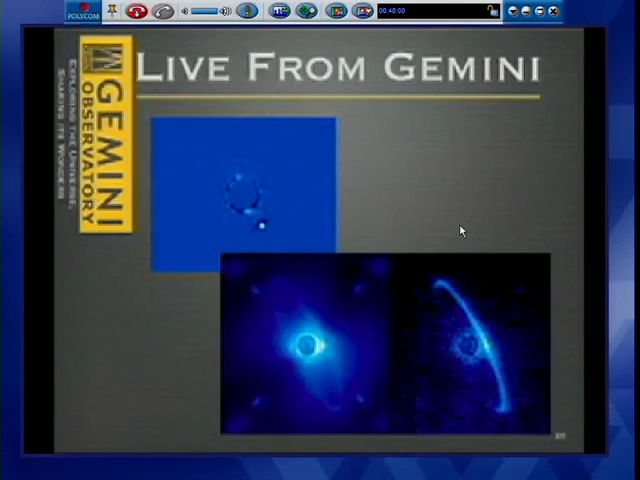 POLYCOM
00:48:00
LIVE FROM GEMINI
GEMINI
OBSERVATORY
EXPLORING THE UNIVERSE,
SHARING ITS WONDERS